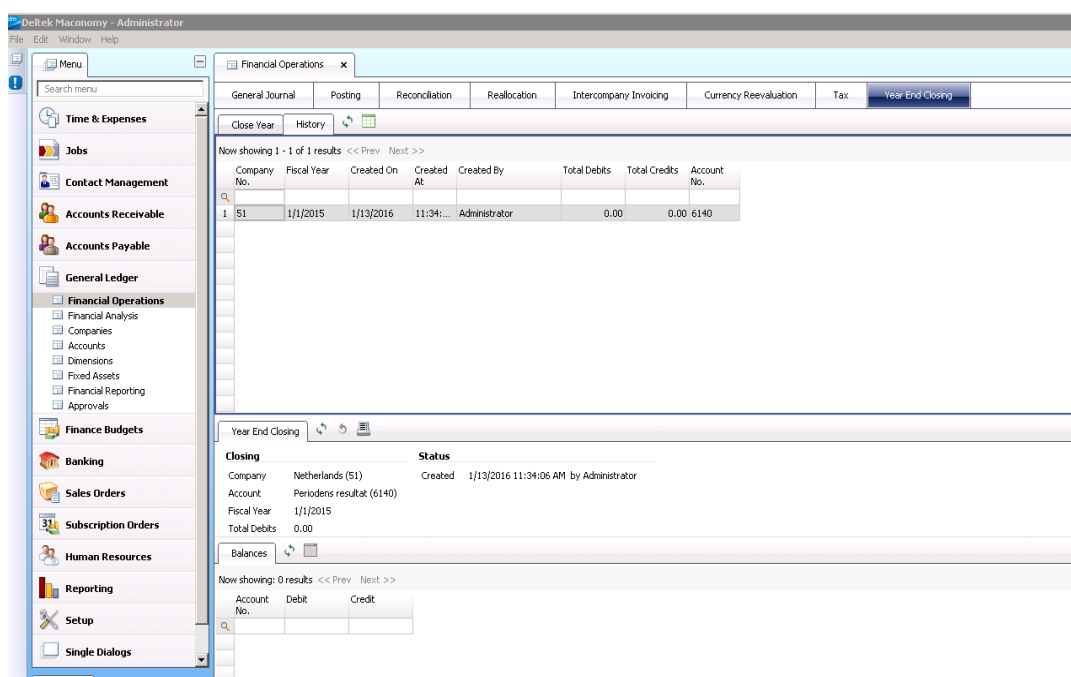 Deltek Maconomy - Administrator
File Edit Window Help
Menu
Search menu
Time & Expenses
Jobs
Contact Management
Accounts Receivable
Accounts Payable
General Ledger
Financial Operations
Financial Analysis
Companies
Accounts
Dimensions
Fixed Assets
Financial Reporting
Approvals
Finance Budgets
Banking
Sales Orders
31
Subscription Orders
Human Resources
Reporting
Setup
Single Dialogs
Financial Operations x
General Journal Posting Reconciliation Reallocation Intercompany Invoicing Currency Reevaluation Tax Year End Closing
Close Year History
Now showing 1 - 1 of 1 results << Prev Next >>
Company No. Fiscal Year Created On Created At Created By Total Debits Total Credits Account No.
1 51 1/1/2015 1/13/2016 11:34:... Administrator 0.00 0.00 6140
Year End Closing
Closing Status
Company Netherlands (51) Created 1/13/2016 11:34:06 AM by Administrator
Account Periodens resultat (6140)
Fiscal Year 1/1/2015
Total Debits 0.00
Balances
Now showing: 0 results << Prev Next >>
Account No. Debit Credit